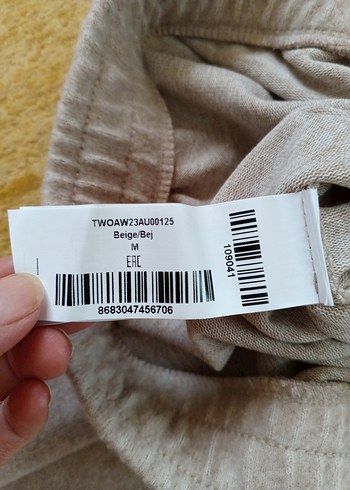 TWOAW23AU00125
Beige/Bej
M
EAC
8683047456706
109041